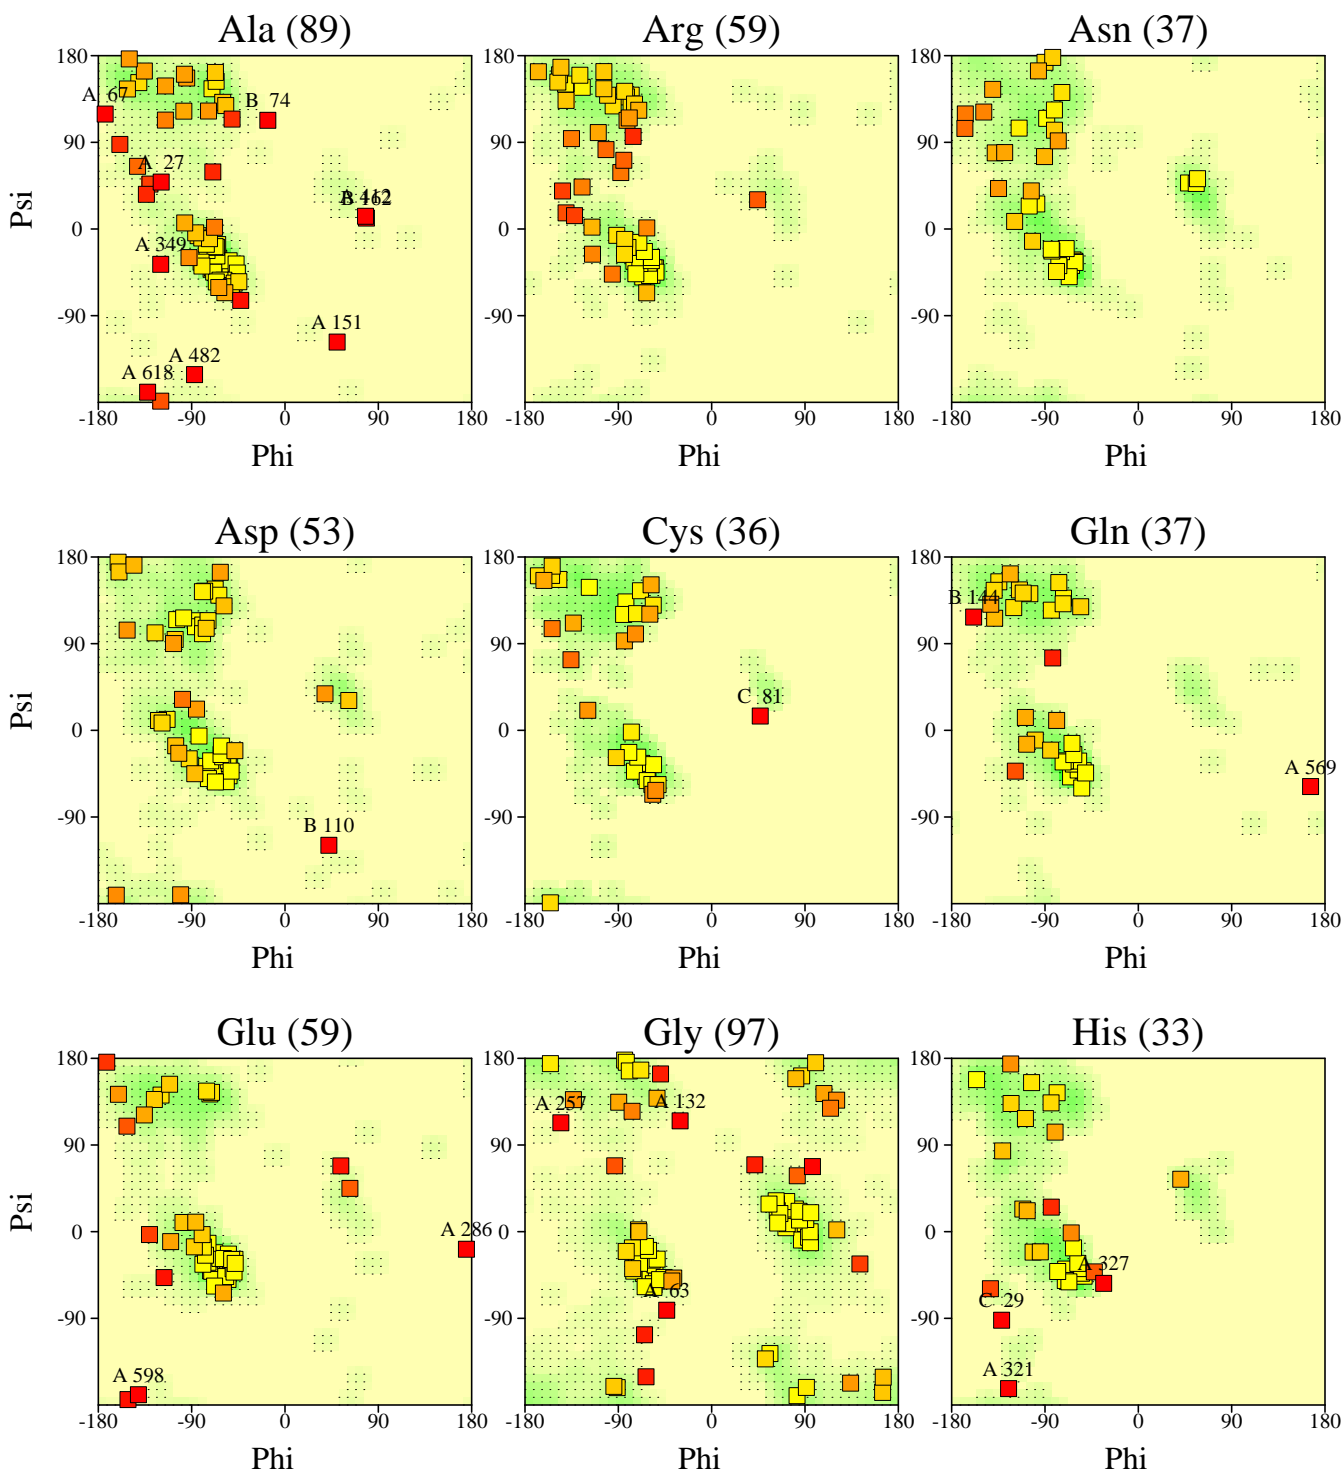 Ala (89)
Arg (59)
Asn (37)
180
90
0
-90
Psi
A 67
B 74
A 27
A 412
B 162
A 349
A 151
A 482
A 618
-180 -90 0 90 180
-180 -90 0 90 180
-180 -90 0 90 180
Phi
Phi
Phi
180
90
0
-90
180
90
0
-90
Asp (53)
Cys (36)
Gln (37)
180
90
0
-90
Psi
B 110
-180 -90 0 90 180
Phi
180
90
0
-90
C 81
-180 -90 0 90 180
Phi
180
90
0
-90
B 144
A 569
-180 -90 0 90 180
Phi
Glu (59)
Gly (97)
His (33)
180
90
0
-90
Psi
A 286
A 598
-180 -90 0 90 180
Phi
180
90
0
-90
A 257
A 132
A 63
-180 -90 0 90 180
Phi
180
90
0
-90
A 327
C 29
A 321
-180 -90 0 90 180
Phi